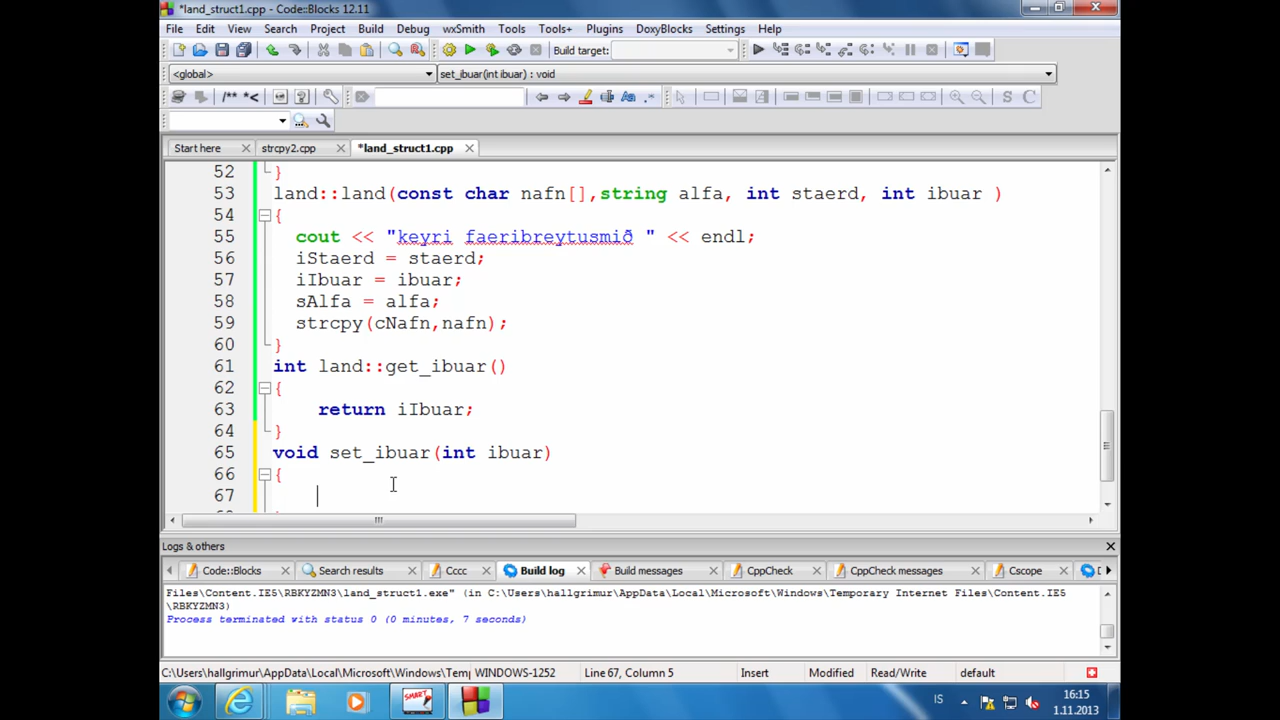 *land_struct1.cpp - Code::Blocks 12.11
File Edit View Search Project Build Debug wxSmith Tools Tools+ Plugins DoxyBlocks Settings Help
Build target:
<global> set_ibuar(int ibuar) : void
/** *<
Start here strcpy2.cpp *land_struct1.cpp
52 }
53 land::land(const char nafn[],string alfa, int staerd, int ibuar )
54 {
55 cout << "keyri faeribreytusmið " << endl;
56 iStaerd = staerd;
57 iIbuar = ibuar;
58 sAlfa = alfa;
59 strcpy(cNafn,nafn);
60 }
61 int land::get_ibuar()
62 {
63 return iIbuar;
64 }
65 void set_ibuar(int ibuar)
66 {
67
Logs & others
Code::Blocks Search results Cccc Build log Build messages CppCheck CppCheck messages Cscope
Files\Content.IE5\RBKYZMN3\land_struct1.exe" (in C:\Users\hallgrimur\AppData\Local\Microsoft\Windows\Temporary Internet Files\Content.IE5
\RBKYZMN3)
Process terminated with status 0 (0 minutes, 7 seconds)
C:\Users\hallgrimur\AppData\Local\Microsoft\Windows\Temp WINDOWS-1252 Line 67, Column 5 Insert Modified Read/Write default
SMART IS 16:15
1.11.2013